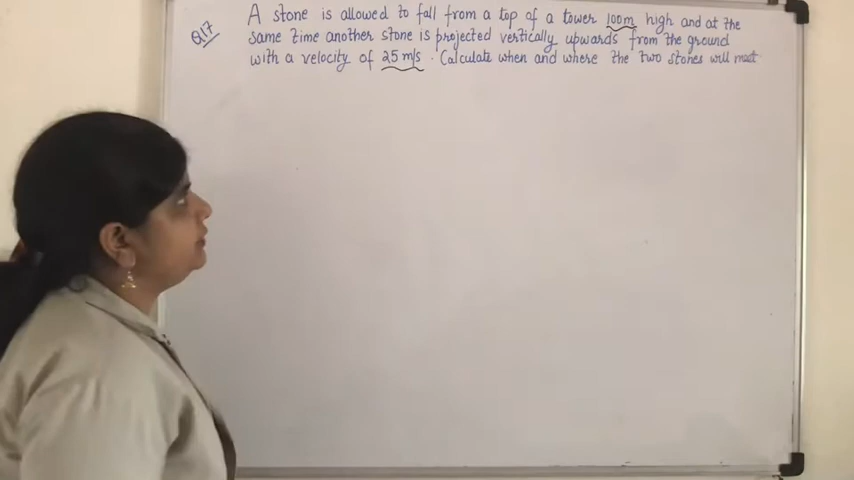 Q17 A stone is allowed to fall from a top of a tower 100m high and at the
same time another stone is projected vertically upwards from the ground
with a velocity of 25 m/s. Calculate when and where the two stones will meet